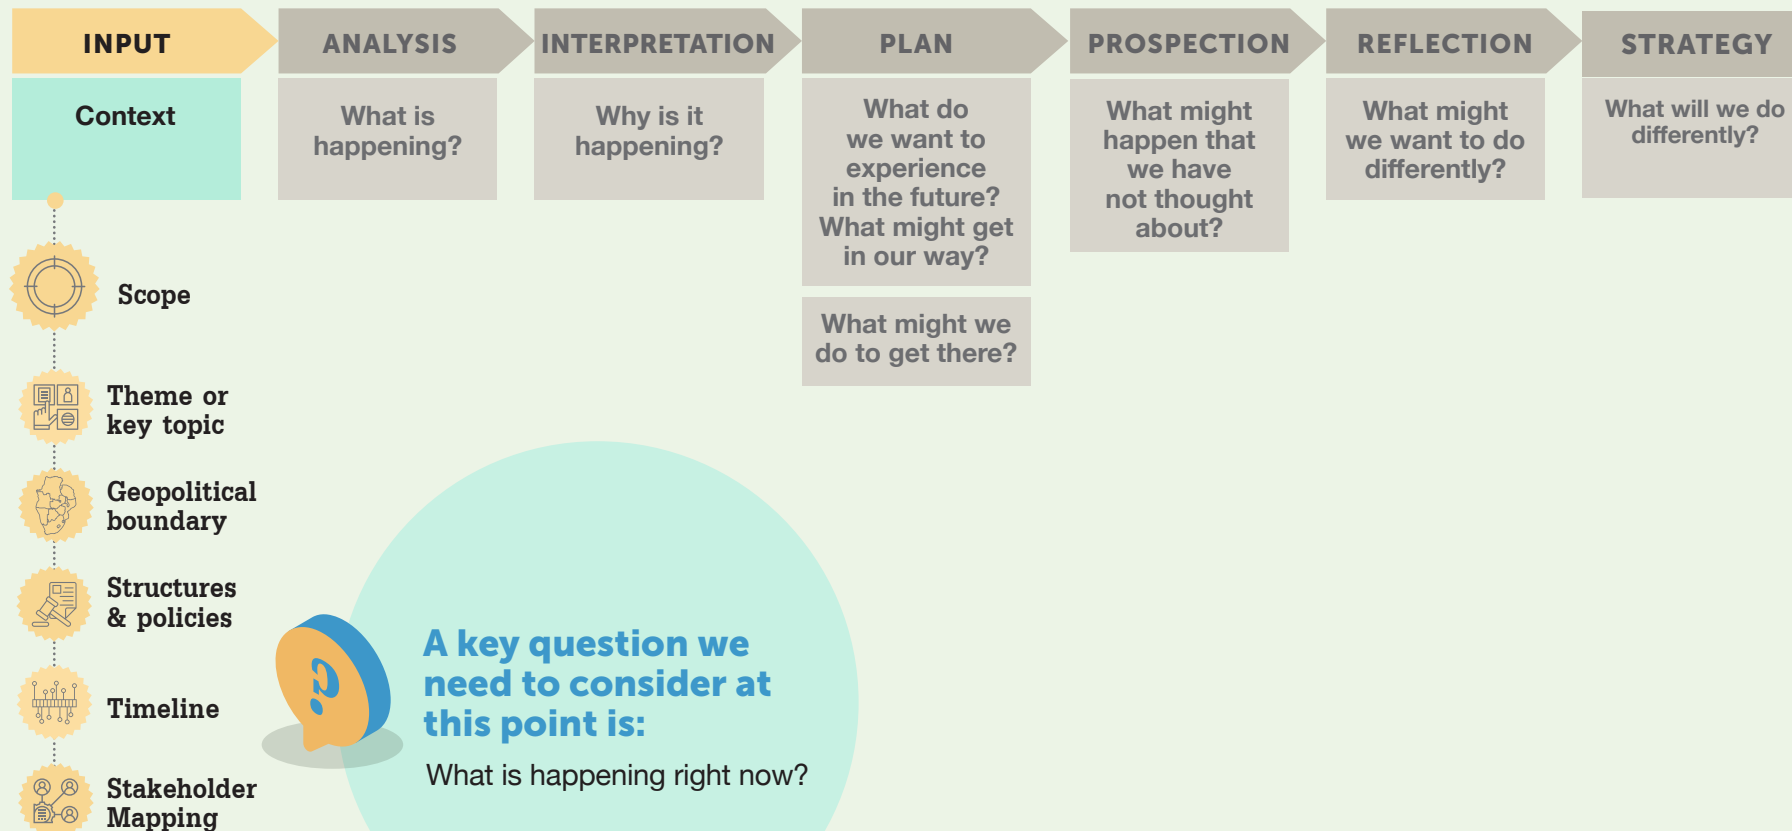 INPUT
ANALYSIS
INTERPRETATION
PLAN
PROSPECTION
REFLECTION
STRATEGY
Context
What is
happening?
Why is it
happening?
What do
we want to
experience
in the future?
What might get
in our way?
What might we
do to get there?
What might
happen that
we have
not thought
about?
What might
we want to do
differently?
What will we do
differently?
Scope
Theme or
key topic
Geopolitical
boundary
Structures
& policies
Timeline
Stakeholder
Mapping
?
A key question we
need to consider at
this point is:
What is happening right now?